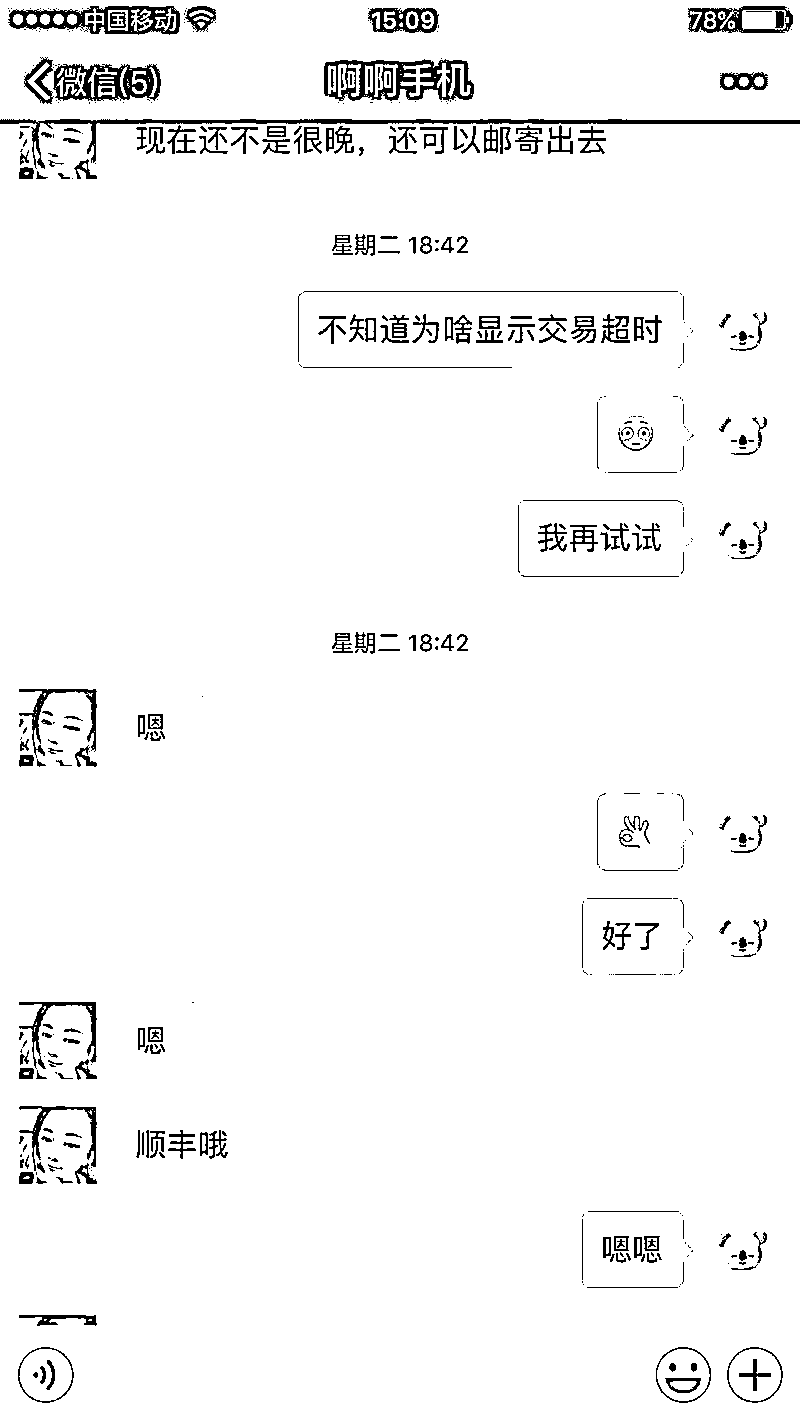 中国移动 15:09 78%
微信(5) 啊啊手机
现在还不是很晚，还可以邮寄出去
星期二 18:42
不知道为啥显示交易超时
😳
我再试试
星期二 18:42
嗯
👌
好了
嗯
顺丰哦
嗯嗯